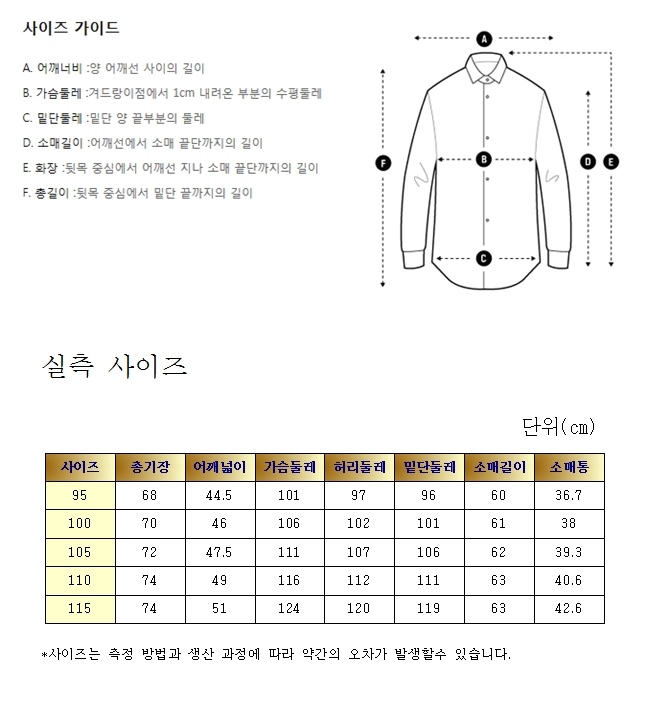 사이즈 가이드
A. 어깨너비 :양 어깨선 사이의 길이
B. 가슴둘레 :겨드랑이점에서 1cm 내려온 부분의 수평둘레
C. 밑단둘레 :밑단 양 끝부분의 둘레
D. 소매길이 :어깨선에서 소매 끝단까지의 길이
E. 화장 :뒷목 중심에서 어깨선 지나 소매 끝단까지의 길이
F. 총길이 :뒷목 중심에서 밑단 끝까지의 길이
A
F B D E
C
실측 사이즈
단위(cm)
사이즈 총기장 어깨넓이 가슴둘레 허리둘레 밑단둘레 소매길이 소매통
95 68 44.5 101 97 96 60 36.7
100 70 46 106 102 101 61 38
105 72 47.5 111 107 106 62 39.3
110 74 49 116 112 111 63 40.6
115 74 51 124 120 119 63 42.6
*사이즈는 측정 방법과 생산 과정에 따라 약간의 오차가 발생할수 있습니다.